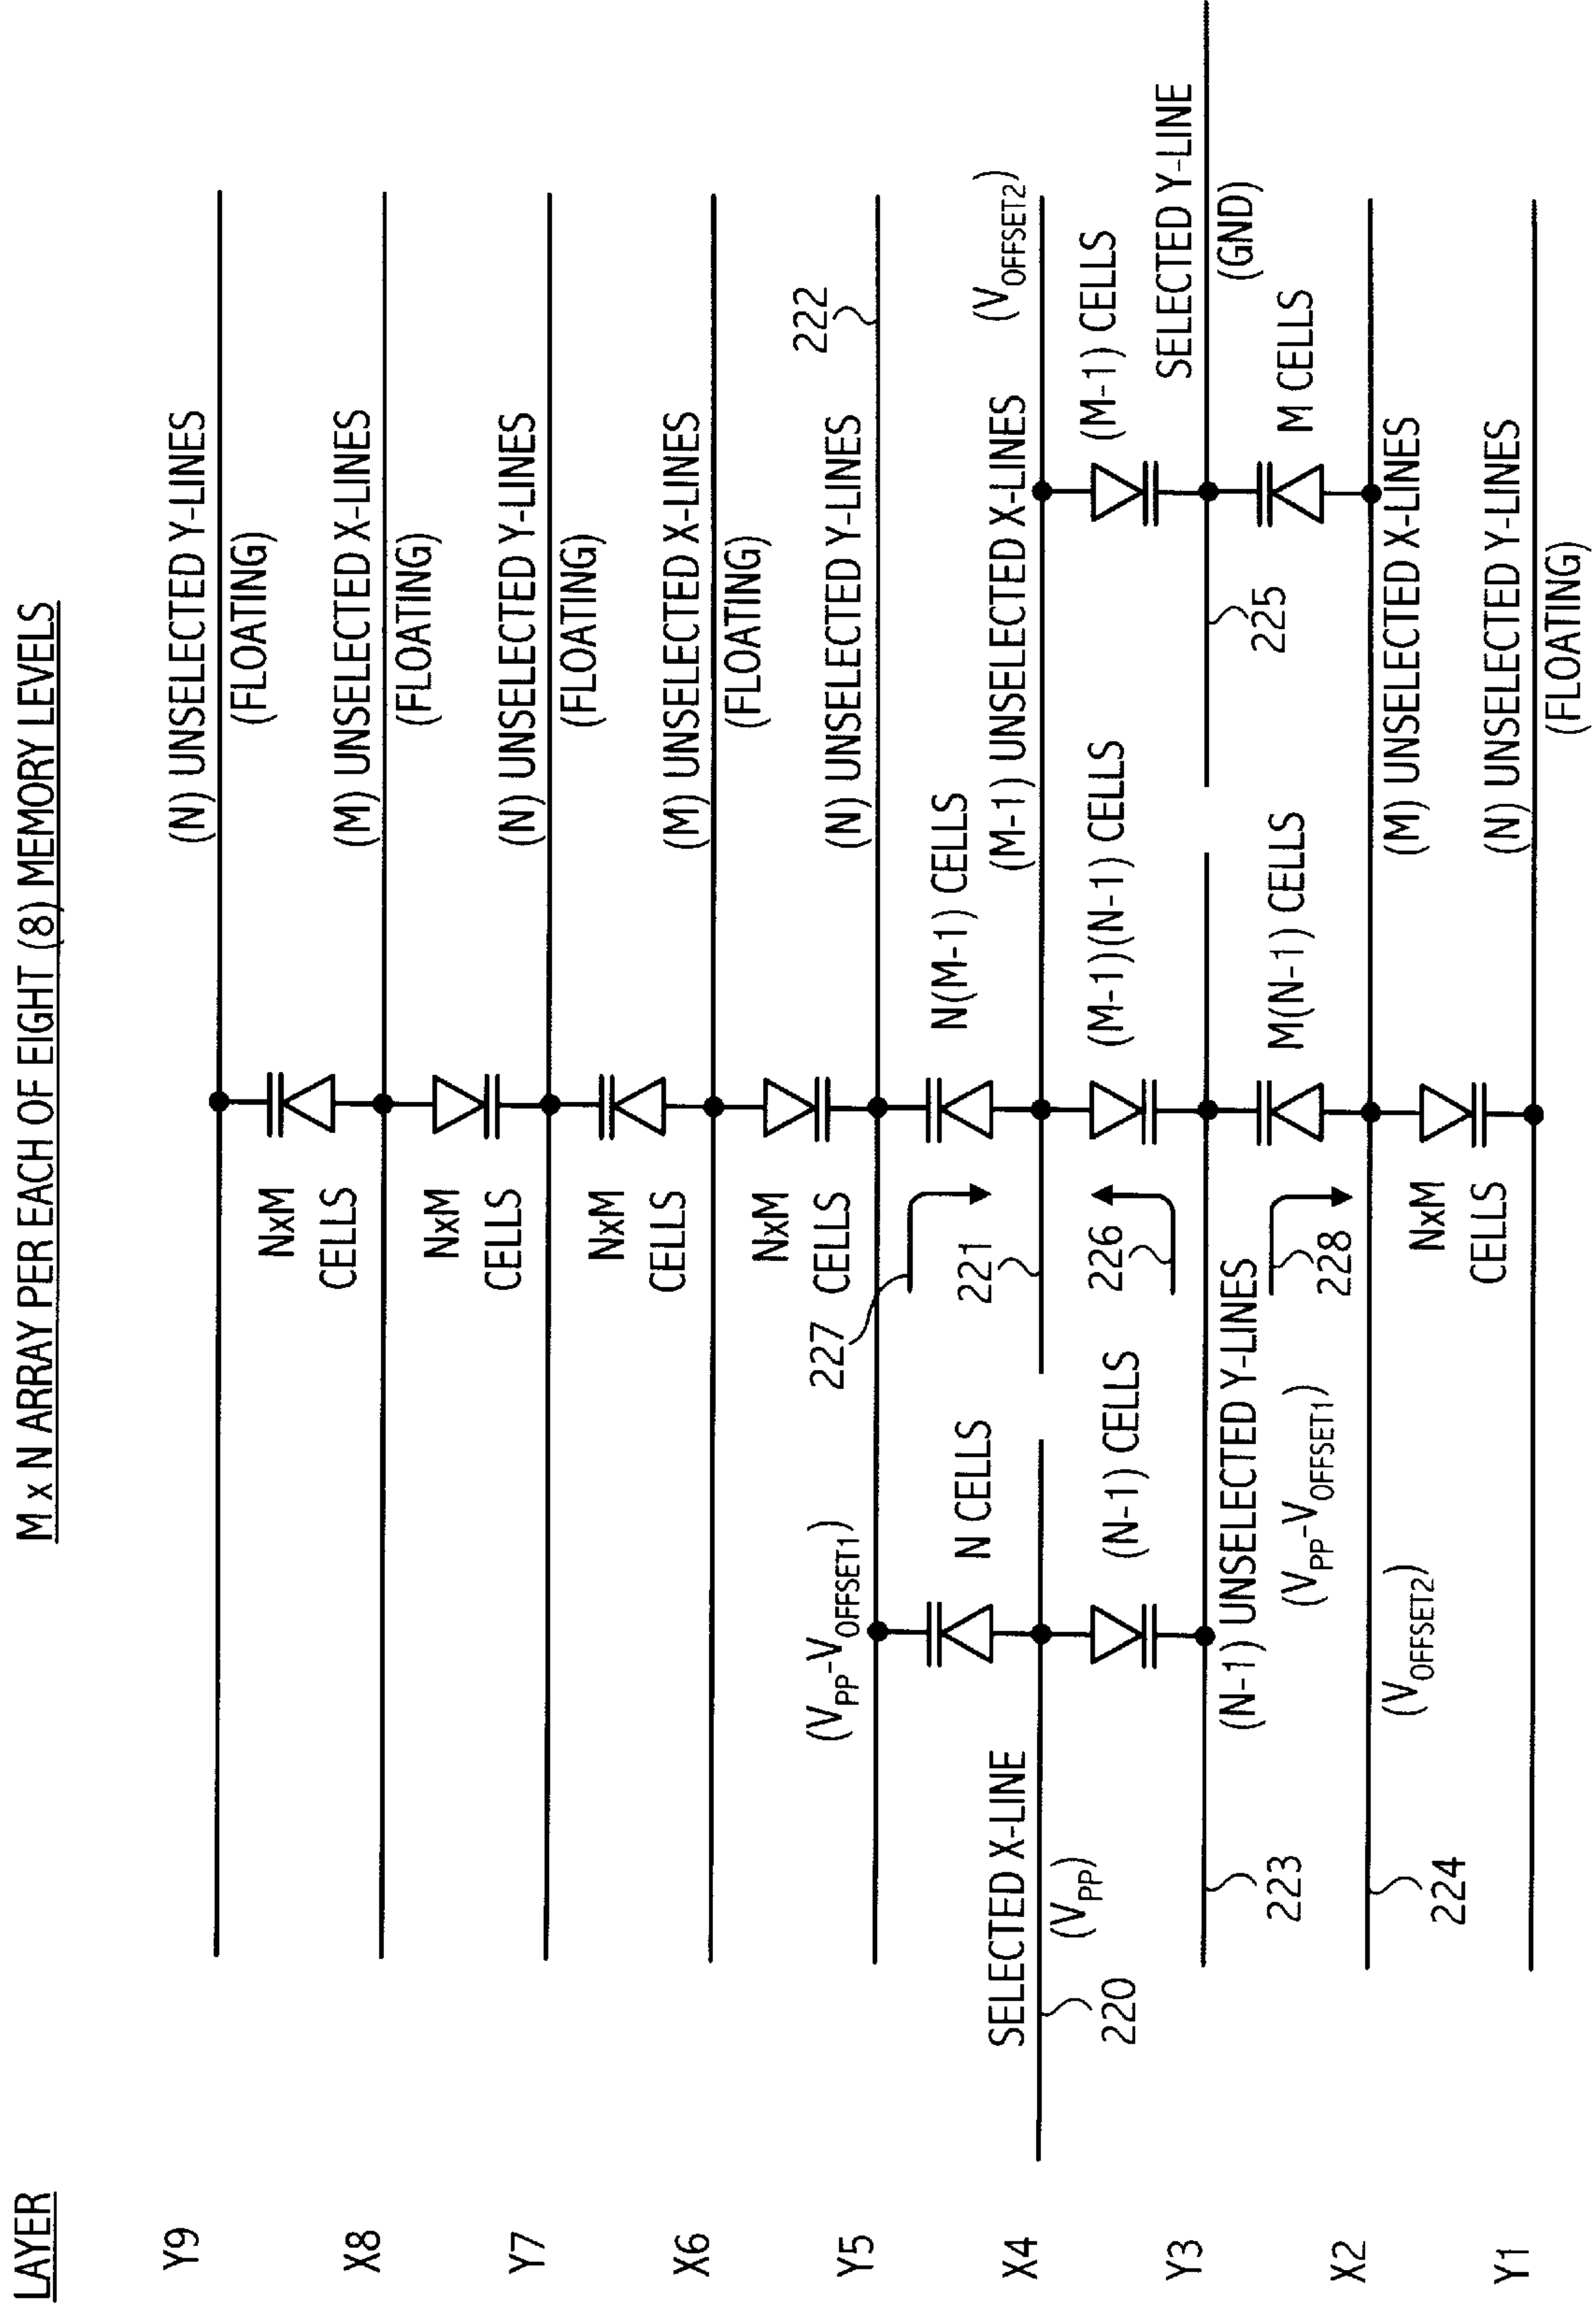 M x N ARRAY PER EACH OF EIGHT (8) MEMORY LEVELS
LAYER
Y9
(N) UNSELECTED Y-LINES
(FLOATING)
NxM
CELLS
X8
(M) UNSELECTED X-LINES
(FLOATING)
NxM
CELLS
Y7
(N) UNSELECTED Y-LINES
(FLOATING)
NxM
CELLS
X6
(M) UNSELECTED X-LINES
(FLOATING)
NxM
CELLS
222
Y5
(VPP-VOFFSET1)
227
(N) UNSELECTED Y-LINES
N CELLS
N(M-1) CELLS
221
X4
SELECTED X-LINE
(VPP)
220
(M-1) UNSELECTED X-LINES
(VOFFSET2)
(N-1) CELLS
226
(M-1)(N-1) CELLS
(M-1) CELLS
Y3
223
(N-1) UNSELECTED Y-LINES
(VPP-VOFFSET1)
SELECTED Y-LINE
(GND)
225
228
M(N-1) CELLS
M CELLS
X2
224
(VOFFSET2)
(M) UNSELECTED X-LINES
NxM
CELLS
Y1
(N) UNSELECTED Y-LINES
(FLOATING)